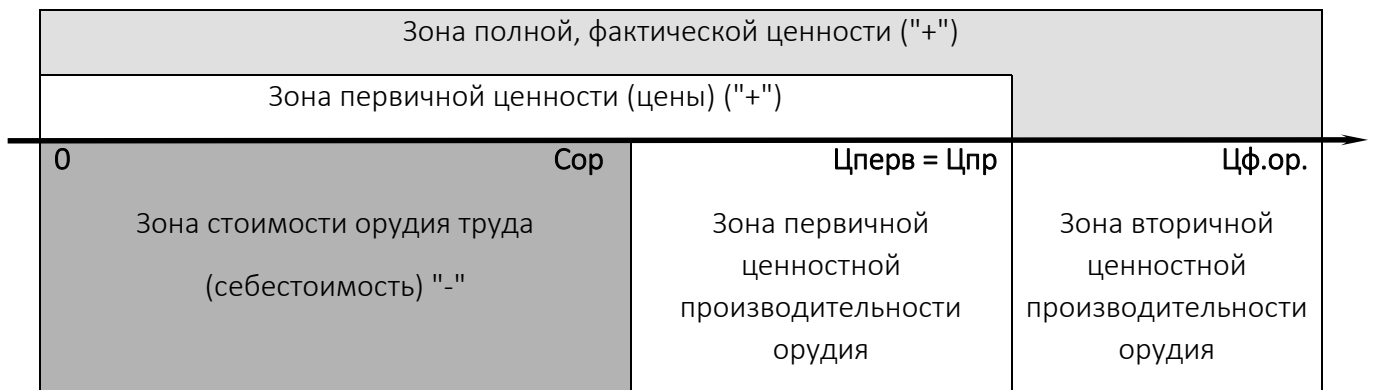 Зона полной, фактической ценности ("+")
Зона первичной ценности (цены) ("+")
0 Сор Цперв = Цпр Цф.ор.
Зона стоимости орудия труда
(себестоимость) "-"
Зона первичной
ценностной
производительности
орудия
Зона вторичной
ценностной
производительности
орудия